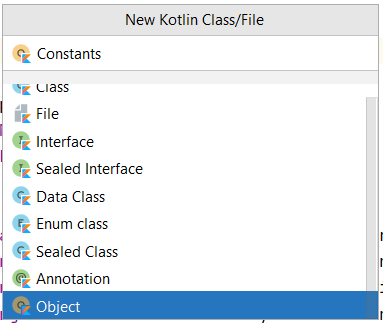 New Kotlin Class/File
Constants
Class
File
Interface
Sealed Interface
Data Class
Enum class
Sealed Class
Annotation
Object